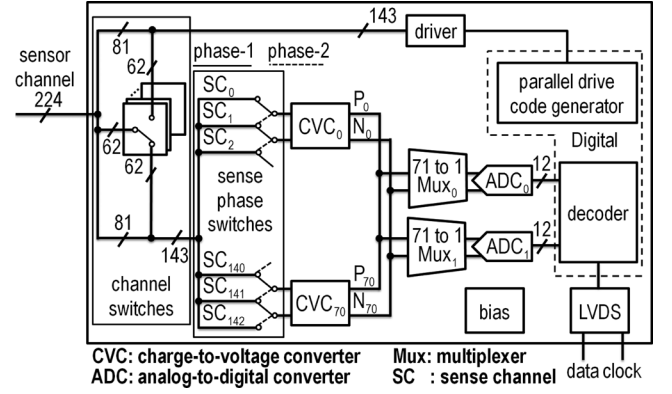 143
81
driver
sensor
channel
224
62
phase-1
phase-2
parallel drive
code generator
Digital
SC0
SC1
SC2
CVC0
P0
N0
62
62
sense
phase
switches
71 to 1
Mux0
ADC0
12
decoder
81
143
71 to 1
Mux1
ADC1
12
channel
switches
SC140
SC141
SC142
CVC70
P70
N70
bias
LVDS
data clock
CVC: charge-to-voltage converter
Mux: multiplexer
ADC: analog-to-digital converter
SC : sense channel